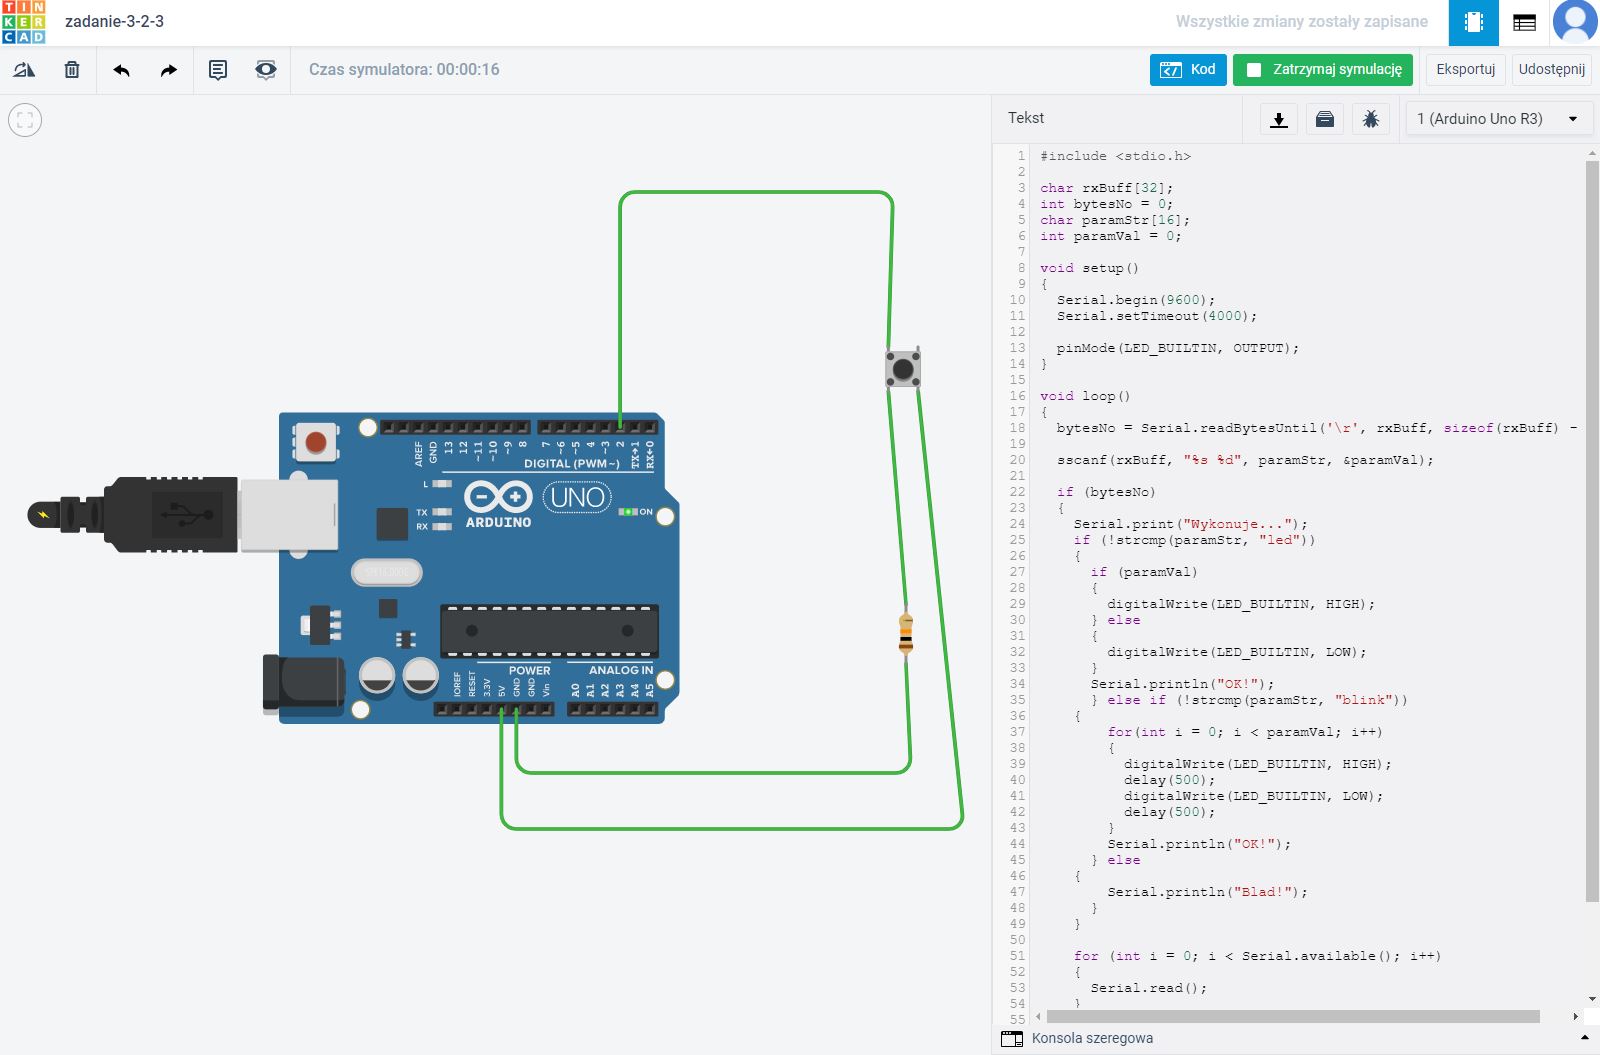 TIN
KER
CAD
zadanie-3-2-3
Wszystkie zmiany zostały zapisane
Czas symulatora: 00:00:16
Kod
Zatrzymaj symulację
Eksportuj
Udostępnij
Tekst
1 (Arduino Uno R3)
AREF
GND
13
12
~11
~10
~9
8
7
~6
~5
4
~3
2
TX→1
RX←0
DIGITAL (PWM~)
L
TX
RX
UNO
ARDUINO
ON
POWER
ANALOG IN
IOREF
RESET
3.3V
5V
GND
GND
Vin
A0
A1
A2
A3
A4
A5
1 #include <stdio.h>
2
3 char rxBuff[32];
4 int bytesNo = 0;
5 char paramStr[16];
6 int paramVal = 0;
7
8 void setup()
9 {
10 Serial.begin(9600);
11 Serial.setTimeout(4000);
12
13 pinMode(LED_BUILTIN, OUTPUT);
14 }
15
16 void loop()
17 {
18 bytesNo = Serial.readBytesUntil('\r', rxBuff, sizeof(rxBuff) -
19
20 sscanf(rxBuff, "%s %d", paramStr, &paramVal);
21
22 if (bytesNo)
23 {
24 Serial.print("Wykonuje...");
25 if (!strcmp(paramStr, "led"))
26 {
27 if (paramVal)
28 {
29 digitalWrite(LED_BUILTIN, HIGH);
30 } else
31 {
32 digitalWrite(LED_BUILTIN, LOW);
33 }
34 Serial.println("OK!");
35 } else if (!strcmp(paramStr, "blink"))
36 {
37 for(int i = 0; i < paramVal; i++)
38 {
39 digitalWrite(LED_BUILTIN, HIGH);
40 delay(500);
41 digitalWrite(LED_BUILTIN, LOW);
42 delay(500);
43 }
44 Serial.println("OK!");
45 } else
46 {
47 Serial.println("Blad!");
48 }
49 }
50
51 for (int i = 0; i < Serial.available(); i++)
52 {
53 Serial.read();
54 }
55
Konsola szeregowa